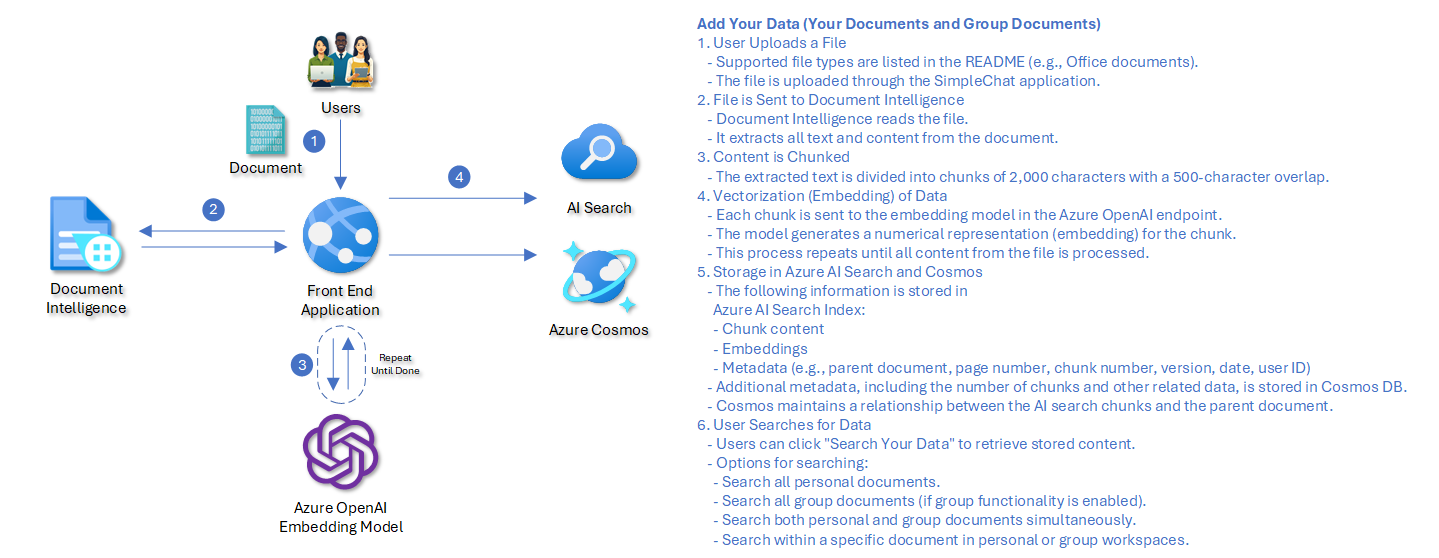 Users
Document
1
2
Document
Intelligence
Front End
Application
4
AI Search
Azure Cosmos
3
Repeat
Until Done
Azure OpenAI
Embedding Model
Add Your Data (Your Documents and Group Documents)
1. User Uploads a File
- Supported file types are listed in the README (e.g., Office documents).
- The file is uploaded through the SimpleChat application.
2. File is Sent to Document Intelligence
- Document Intelligence reads the file.
- It extracts all text and content from the document.
3. Content is Chunked
- The extracted text is divided into chunks of 2,000 characters with a 500-character overlap.
4. Vectorization (Embedding) of Data
- Each chunk is sent to the embedding model in the Azure OpenAI endpoint.
- The model generates a numerical representation (embedding) for the chunk.
- This process repeats until all content from the file is processed.
5. Storage in Azure AI Search and Cosmos
- The following information is stored in
Azure AI Search Index:
- Chunk content
- Embeddings
- Metadata (e.g., parent document, page number, chunk number, version, date, user ID)
- Additional metadata, including the number of chunks and other related data, is stored in Cosmos DB.
- Cosmos maintains a relationship between the AI search chunks and the parent document.
6. User Searches for Data
- Users can click "Search Your Data" to retrieve stored content.
- Options for searching:
- Search all personal documents.
- Search all group documents (if group functionality is enabled).
- Search both personal and group documents simultaneously.
- Search within a specific document in personal or group workspaces.